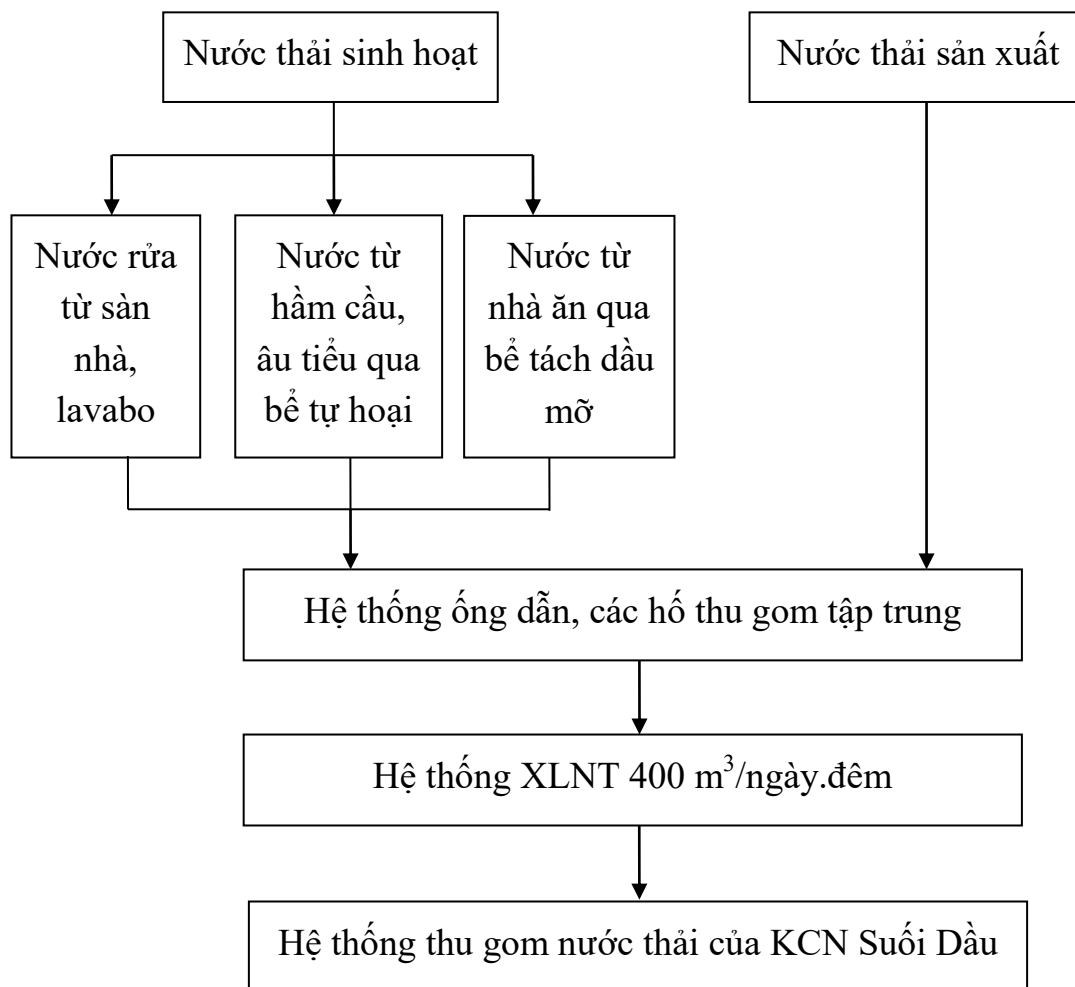 Nước thải sinh hoạt
Nước thải sản xuất
Nước rửa
từ sàn
nhà,
lavabo
Nước từ
hầm cầu,
âu tiểu qua
bể tự hoại
Nước từ
nhà ăn qua
bể tách dầu
mỡ
Hệ thống ống dẫn, các hố thu gom tập trung
Hệ thống XLNT 400 m³/ngày.đêm
Hệ thống thu gom nước thải của KCN Suối Dầu